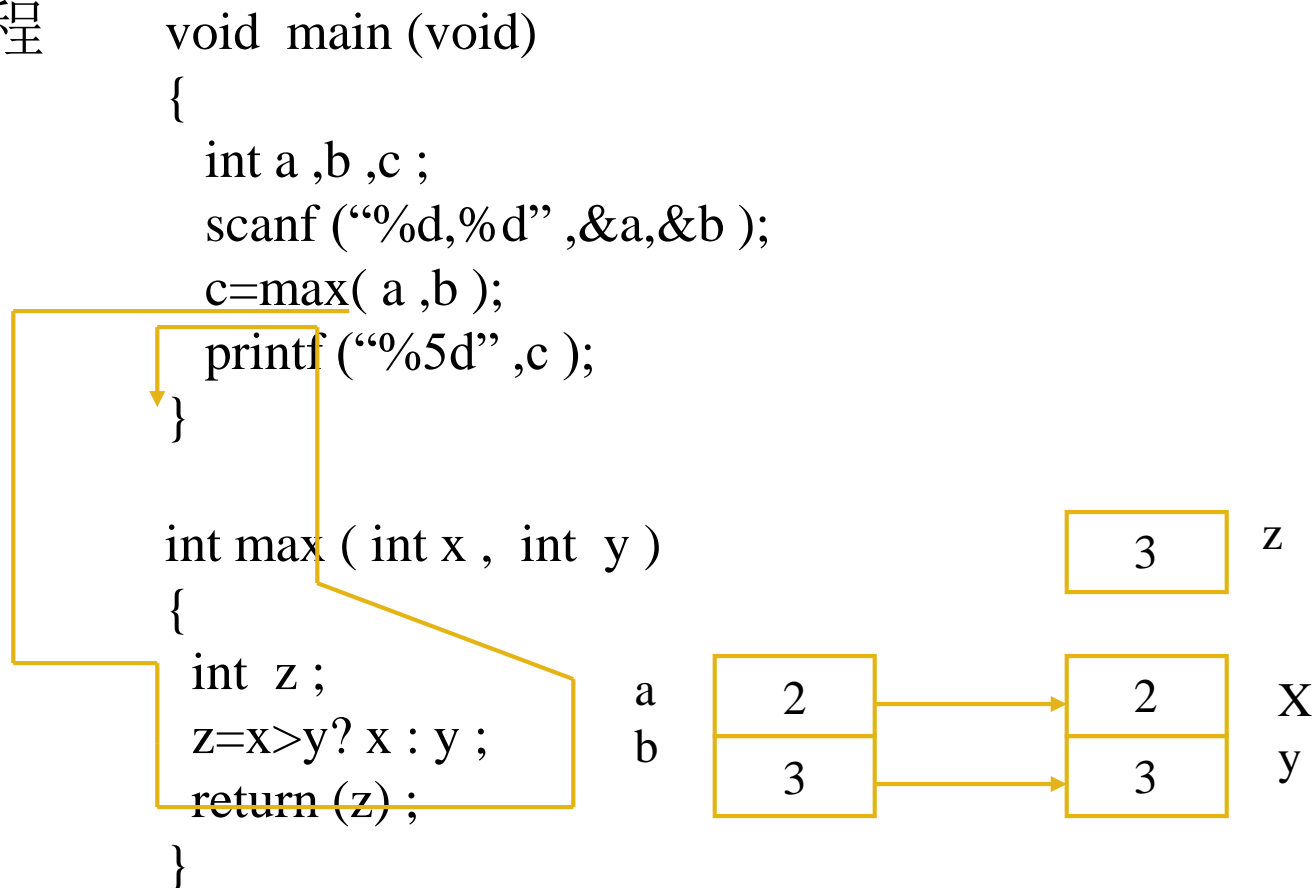 程
void main (void)
{
int a ,b ,c ;
scanf (“%d,%d” ,&a,&b );
c=max( a ,b );
printf (“%5d” ,c );
}
int max ( int x , int y )
{
int z ;
z=x>y? x : y ;
return (z) ;
}
3 z
a 2 2 X
b 3 3 y